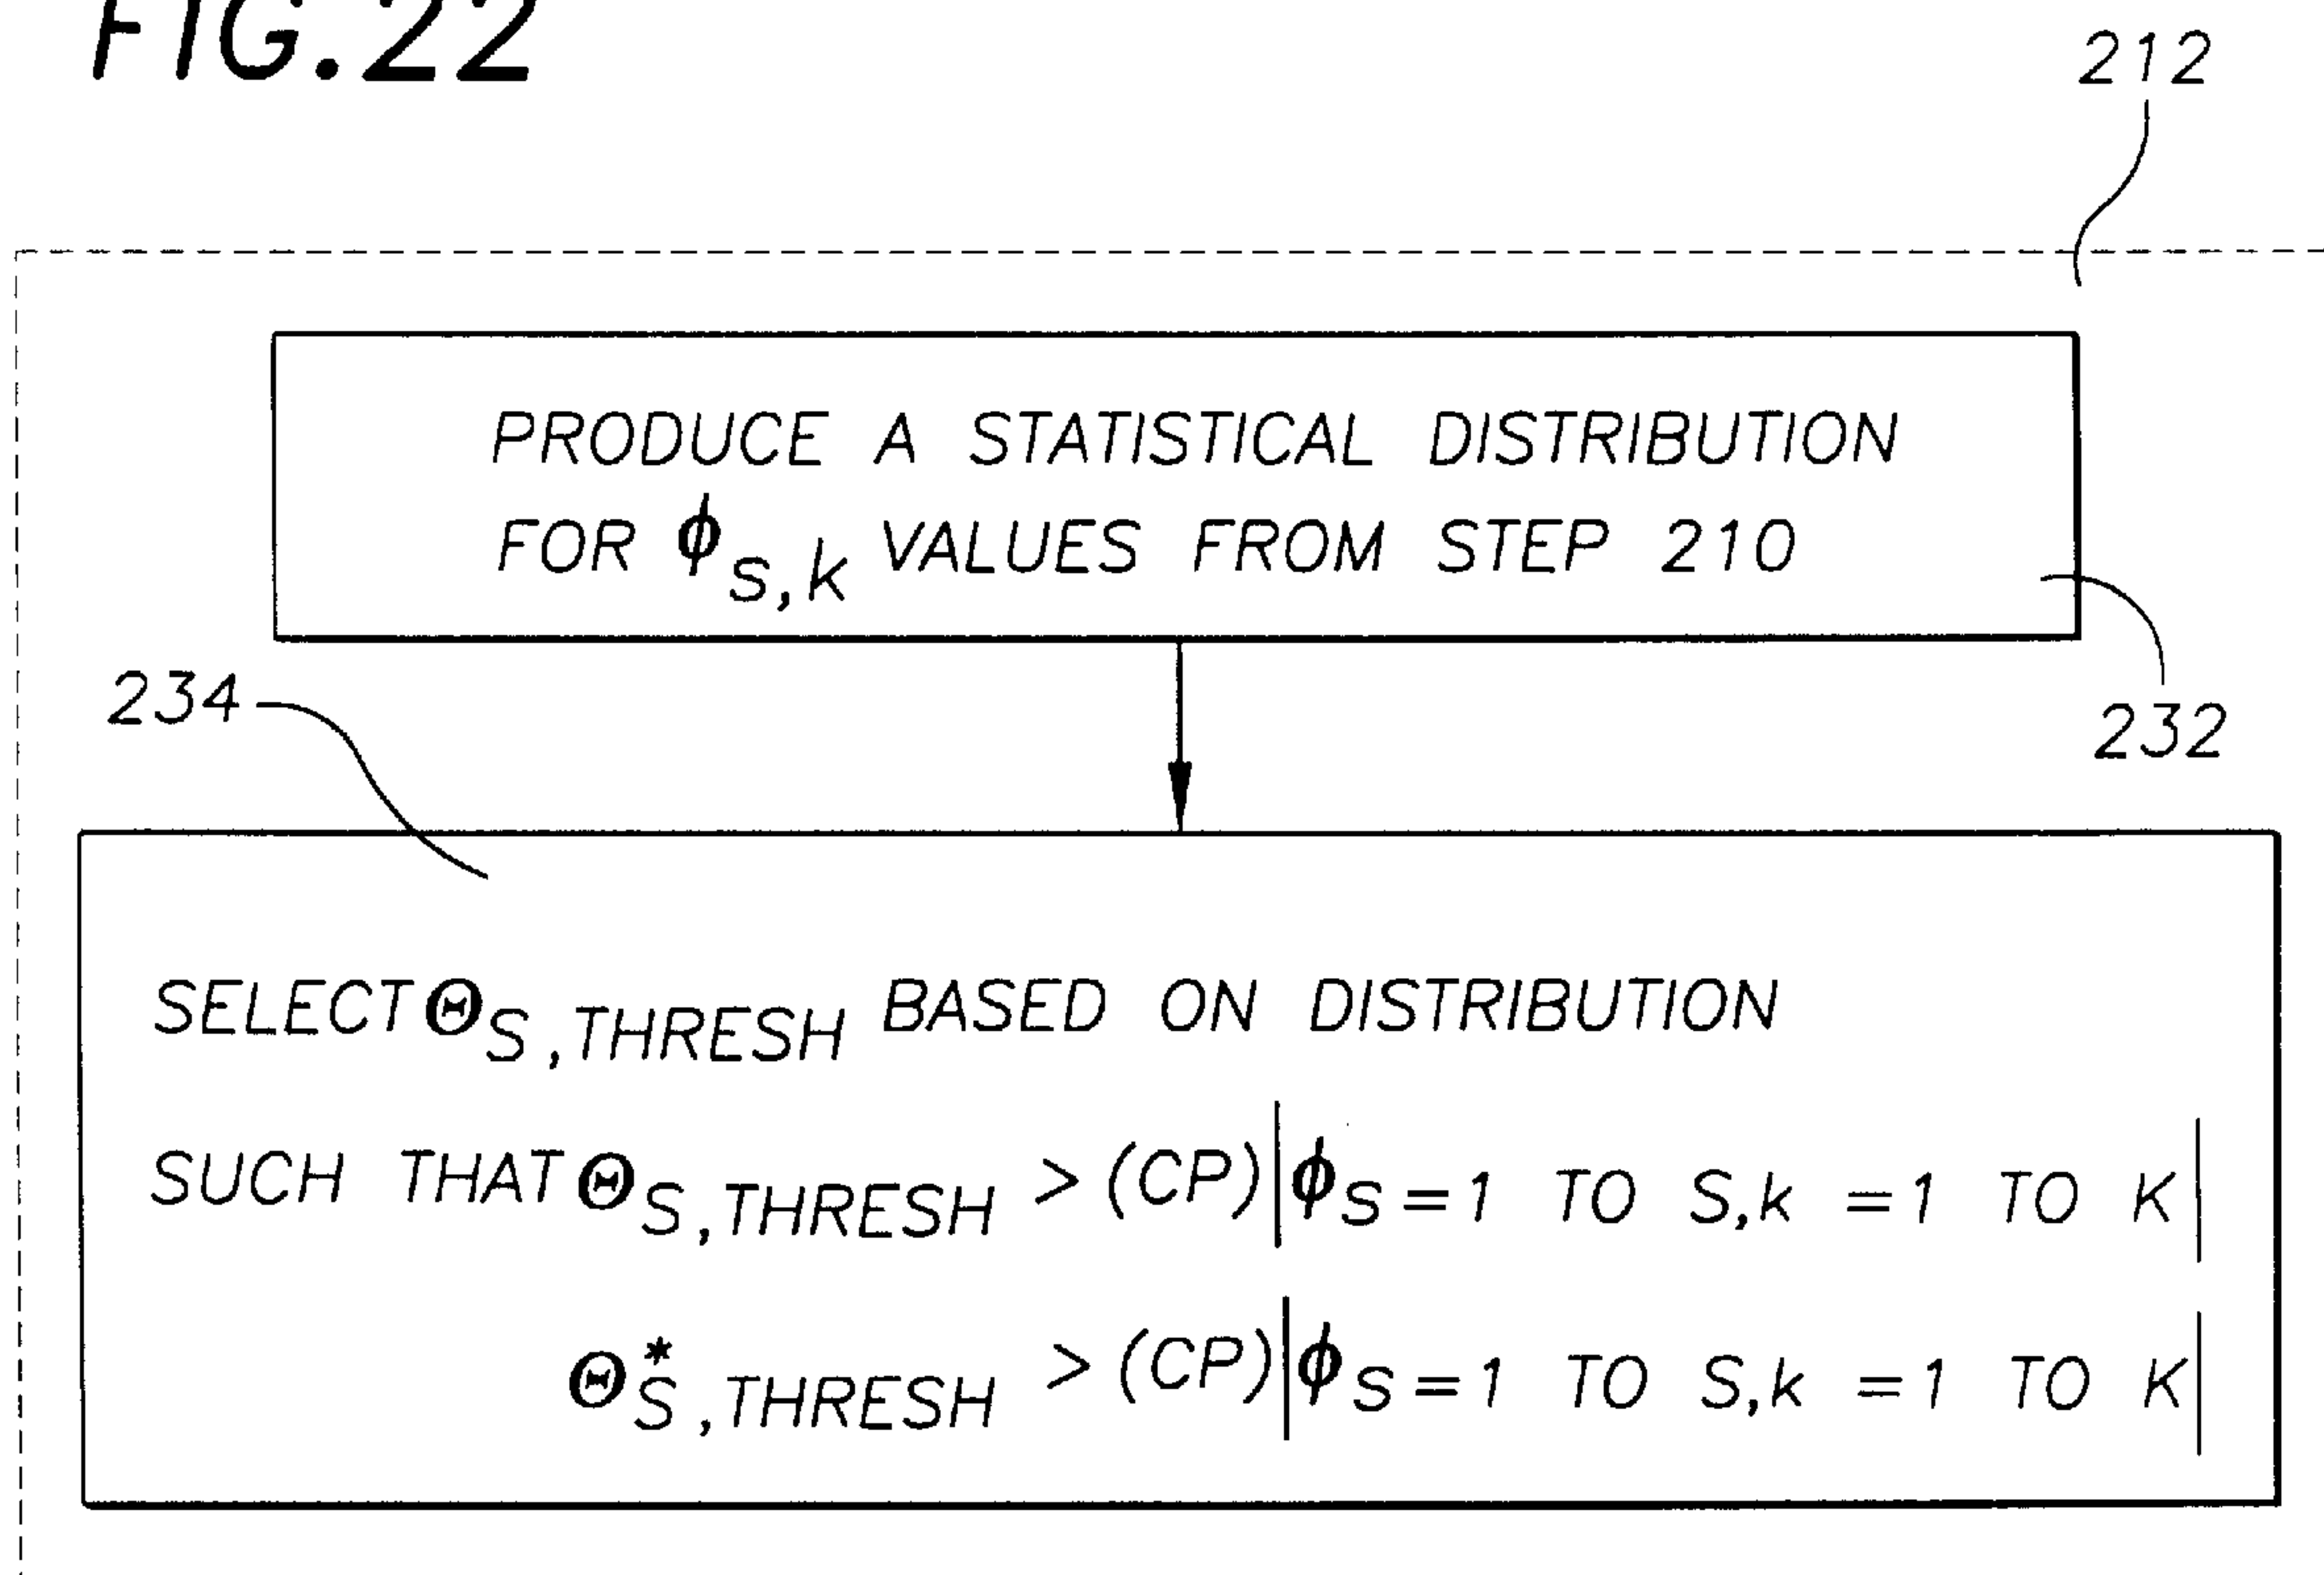 FIG.22
212
PRODUCE A STATISTICAL DISTRIBUTION
FOR ϕs,k VALUES FROM STEP 210
234
232
SELECT ΘS,THRESH BASED ON DISTRIBUTION
SUCH THAT ΘS,THRESH > (CP)|ϕs=1 TO S,k =1 TO K|
Θ*S,THRESH > (CP)|ϕs=1 TO S,k =1 TO K|